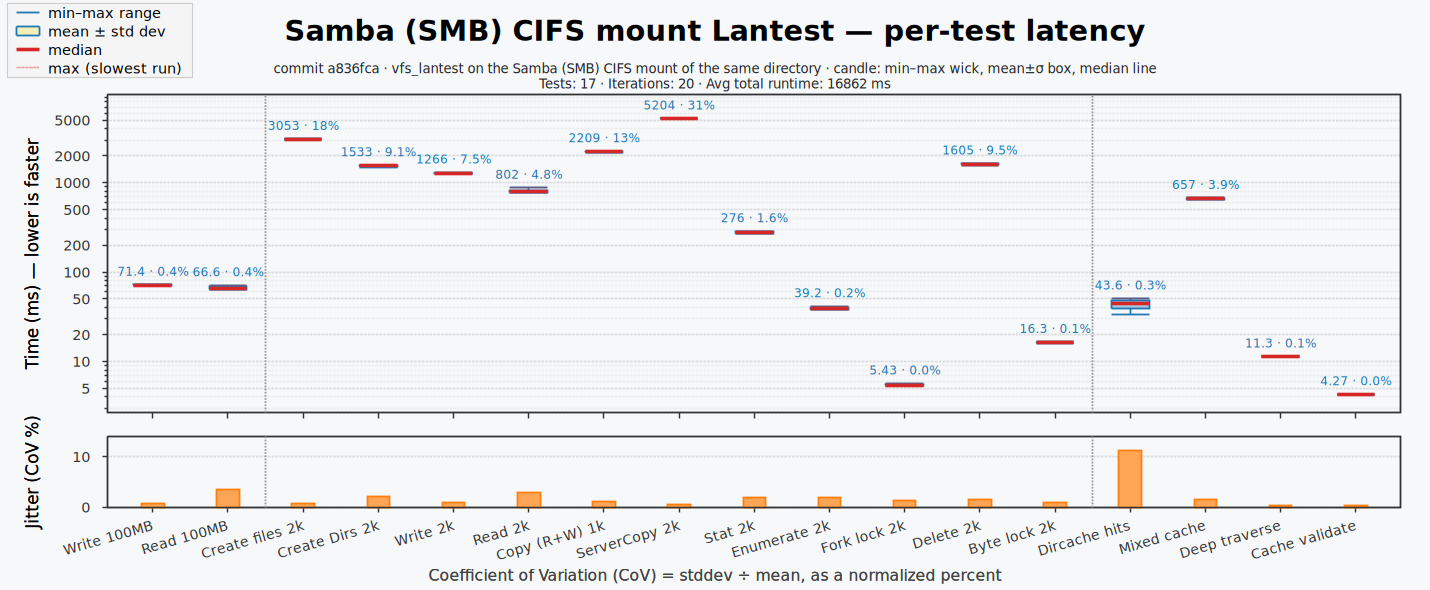 min–max range
mean ± std dev
median
max (slowest run)
Samba (SMB) CIFS mount Lantest — per-test latency
commit a836fca · vfs_lantest on the Samba (SMB) CIFS mount of the same directory · candle: min–max wick, mean±σ box, median line
Tests: 17 · Iterations: 20 · Avg total runtime: 16862 ms
Time (ms) — lower is faster
5000
2000
1000
500
200
100
50
20
10
5
71.4 · 0.4%
66.6 · 0.4%
3053 · 18%
1533 · 9.1%
1266 · 7.5%
802 · 4.8%
2209 · 13%
5204 · 31%
276 · 1.6%
39.2 · 0.2%
5.43 · 0.0%
1605 · 9.5%
16.3 · 0.1%
43.6 · 0.3%
657 · 3.9%
11.3 · 0.1%
4.27 · 0.0%
Jitter (CoV %)
10
0
Write 100MB
Read 100MB
Create files 2k
Create Dirs 2k
Write 2k
Read 2k
Copy (R+W) 1k
ServerCopy 2k
Stat 2k
Enumerate 2k
Fork lock 2k
Delete 2k
Byte lock 2k
Dircache hits
Mixed cache
Deep traverse
Cache validate
Coefficient of Variation (CoV) = stddev ÷ mean, as a normalized percent